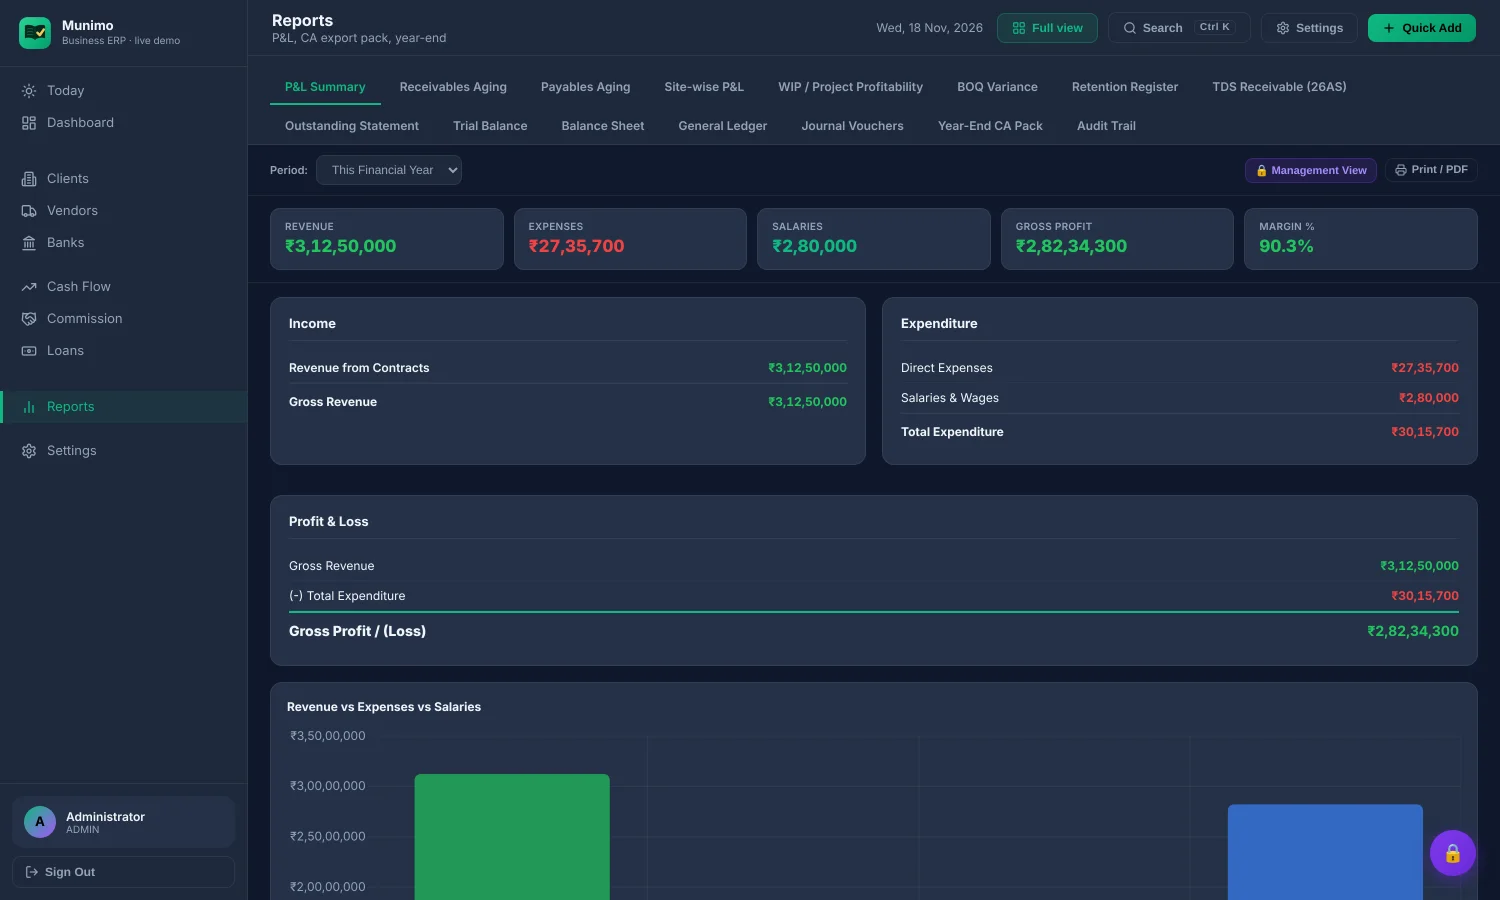 Munimo
Business ERP · live demo
Today
Dashboard
Clients
Vendors
Banks
Cash Flow
Commission
Loans
Reports
Settings
A
Administrator
ADMIN
Sign Out
Reports
P&L, CA export pack, year-end
Wed, 18 Nov, 2026
Full view
Search Ctrl K
Settings
+ Quick Add
P&L Summary
Receivables Aging
Payables Aging
Site-wise P&L
WIP / Project Profitability
BOQ Variance
Retention Register
TDS Receivable (26AS)
Outstanding Statement
Trial Balance
Balance Sheet
General Ledger
Journal Vouchers
Year-End CA Pack
Audit Trail
Period: This Financial Year
🔒 Management View
Print / PDF
REVENUE
₹3,12,50,000
EXPENSES
₹27,35,700
SALARIES
₹2,80,000
GROSS PROFIT
₹2,82,34,300
MARGIN %
90.3%
Income
Revenue from Contracts ₹3,12,50,000
Gross Revenue ₹3,12,50,000
Expenditure
Direct Expenses ₹27,35,700
Salaries & Wages ₹2,80,000
Total Expenditure ₹30,15,700
Profit & Loss
Gross Revenue ₹3,12,50,000
(-) Total Expenditure ₹30,15,700
Gross Profit / (Loss) ₹2,82,34,300
Revenue vs Expenses vs Salaries
₹3,50,00,000
₹3,00,00,000
₹2,50,00,000
₹2,00,00,000